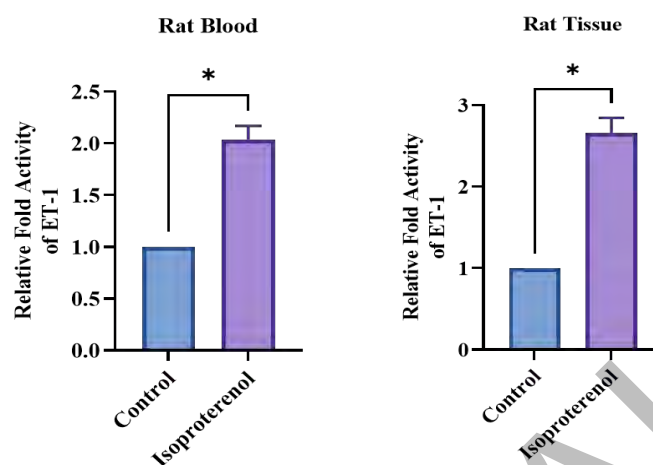 Rat Blood
Relative Fold Activity
of ET-1
2.5
2.0
1.5
1.0
0.5
0.0
*
Control
Isoproterenol
Rat Tissue
Relative Fold Activity
of ET-1
3
2
1
0
*
Control
Isoproterenol